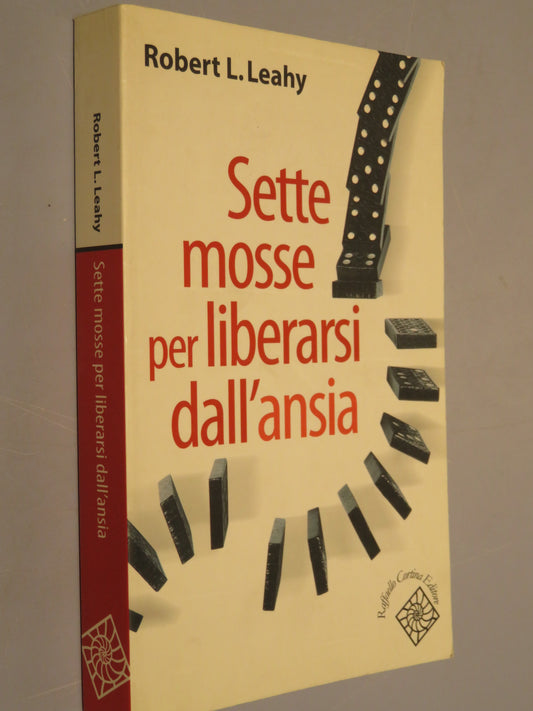 Robert L. Leahy
Sette
mosse
per liberarsi
dall'ansia
Raffaello Cortina Editore
Robert L. Leahy
Sette mosse per liberarsi dall'ansia